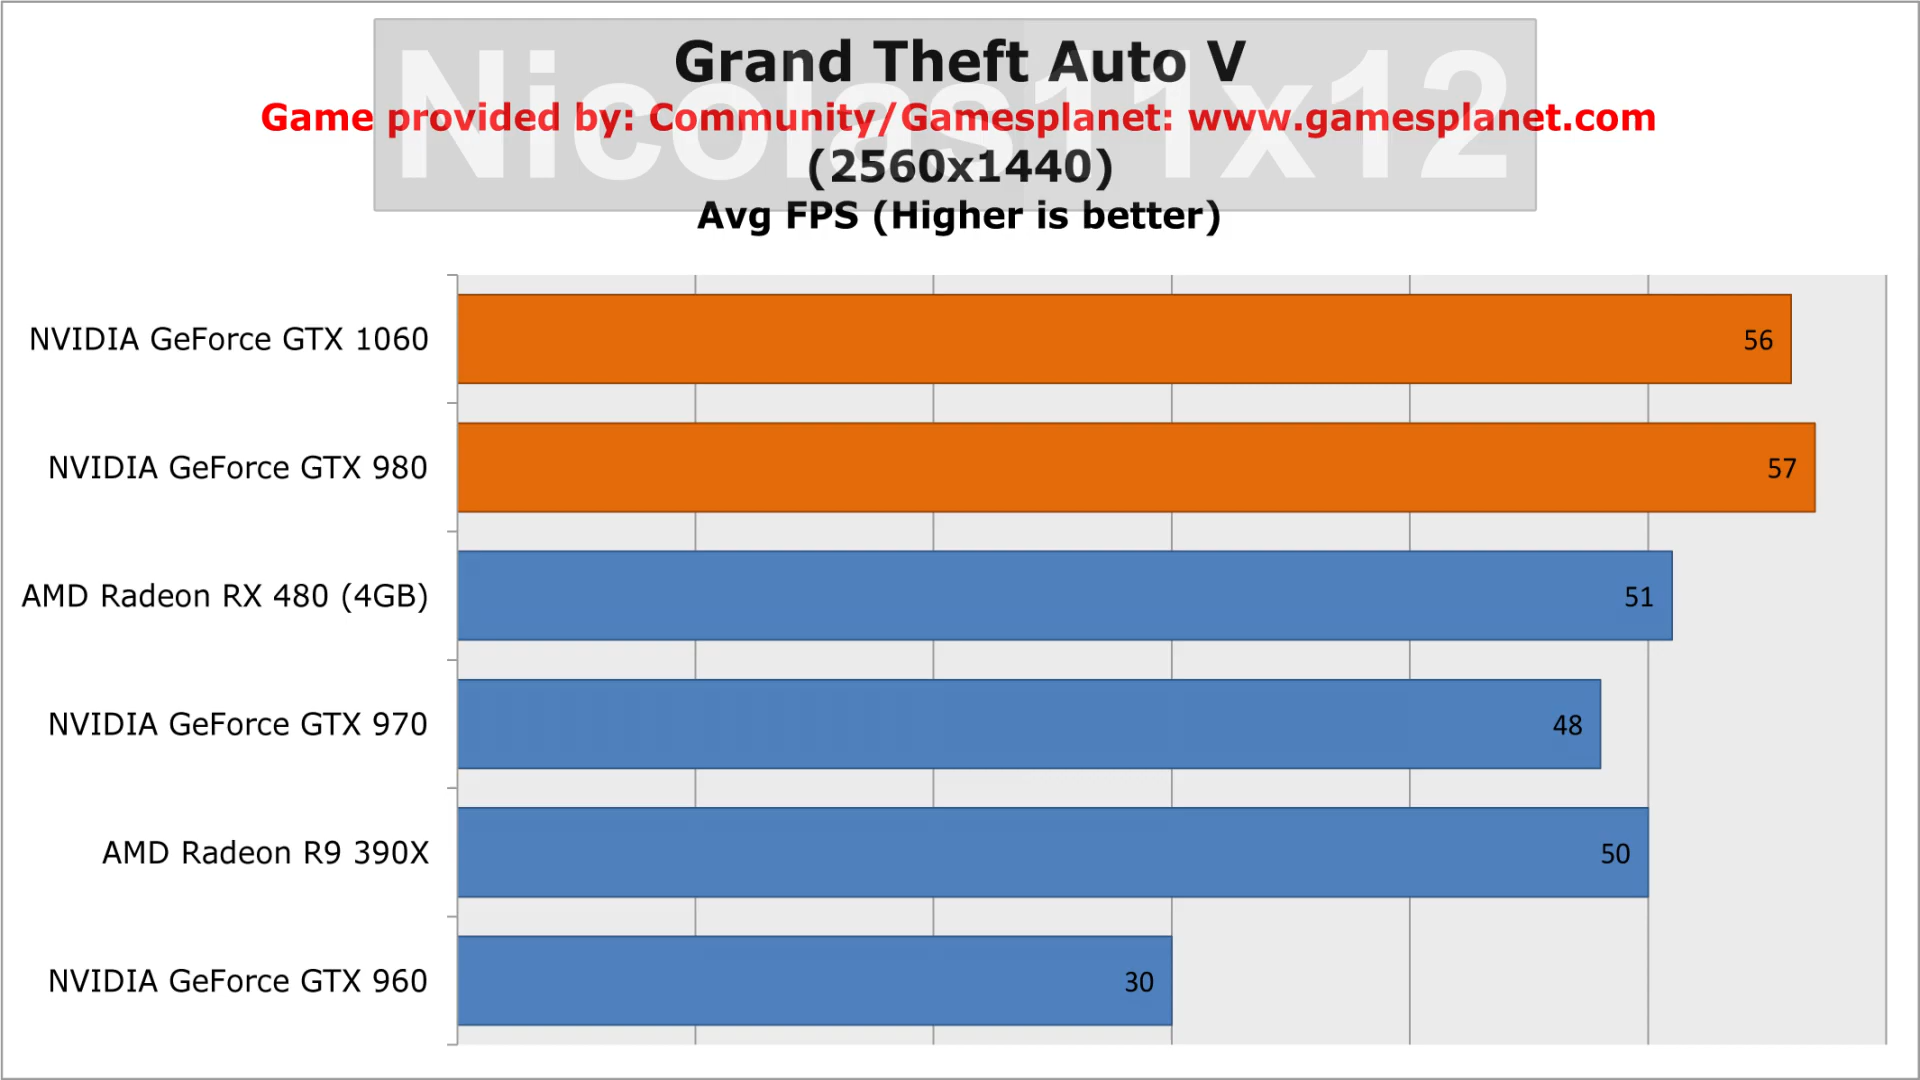 Nicolas11x12
Grand Theft Auto V
Game provided by: Community/Gamesplanet: www.gamesplanet.com
(2560x1440)
Avg FPS (Higher is better)
NVIDIA GeForce GTX 1060 56
NVIDIA GeForce GTX 980 57
AMD Radeon RX 480 (4GB) 51
NVIDIA GeForce GTX 970 48
AMD Radeon R9 390X 50
NVIDIA GeForce GTX 960 30